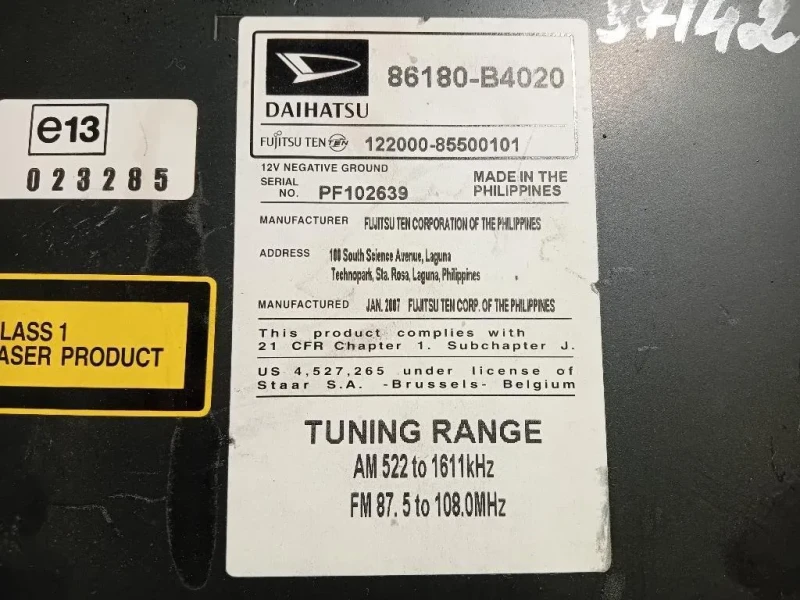 57142
e13
023285
LASS 1
ASER PRODUCT
DAIHATSU
86180-B4020
FUJITSU TEN TEN 122000-85500101
12V NEGATIVE GROUND
SERIAL NO. PF102639
MADE IN THE PHILIPPINES
MANUFACTURER FUJITSU TEN CORPORATION OF THE PHILIPPINES
ADDRESS 108 South Science Avenue, Laguna
Technopark, Sta. Rosa, Laguna, Philippines
MANUFACTURED JAN. 2007 FUJITSU TEN CORP. OF THE PHILIPPINES
This product complies with
21 CFR Chapter 1. Subchapter J.
US 4,527,265 under license of
Staar S.A. -Brussels- Belgium
TUNING RANGE
AM 522 to 1611kHz
FM 87.5 to 108.0MHz